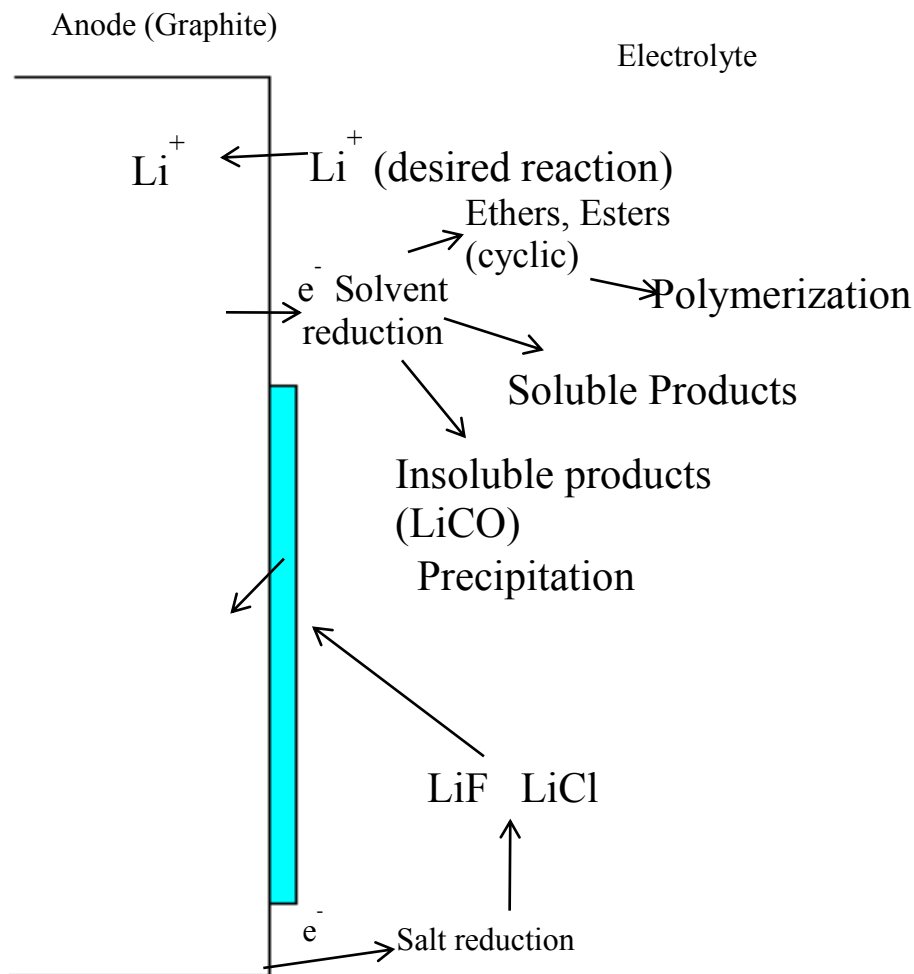 Anode (Graphite)
Electrolyte
Li⁺
Li⁺ (desired reaction)
Ethers, Esters
(cyclic)
Polymerization
e⁻ Solvent
reduction
Soluble Products
Insoluble products
(LiCO)
Precipitation
LiF LiCl
e⁻
Salt reduction